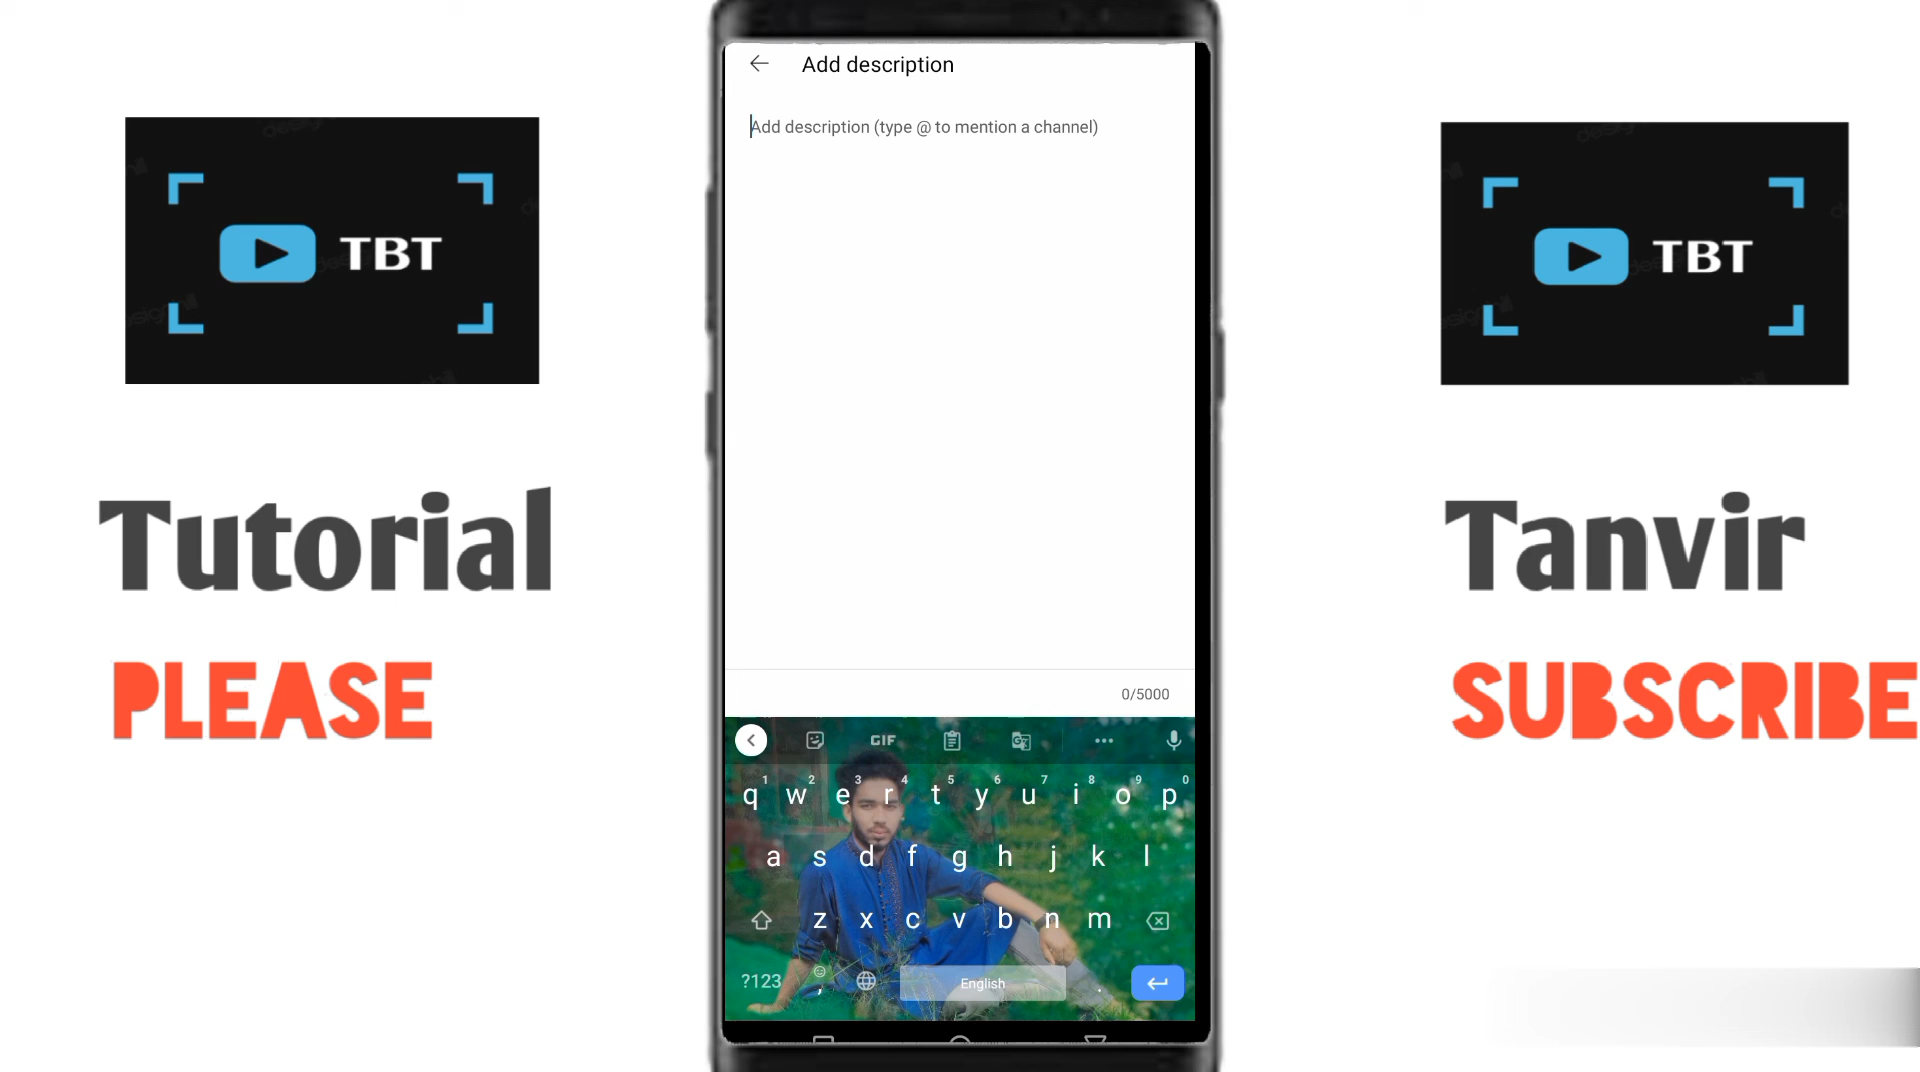 Add description
Add description (type @ to mention a channel)
TBT
TBT
Tutorial
Tanvir
PLEASE
SUBSCRIBE
0/5000
GIF
1 2 3 4 5 6 7 8 9 0
q w e r t y u i o p
a s d f g h j k l
z x c v b n m
?123 , English .